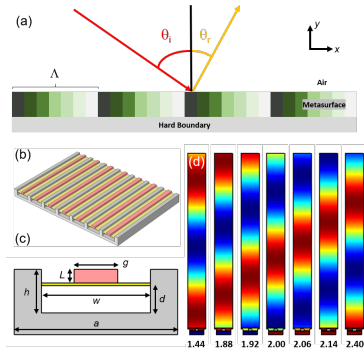 (a)
θi
θr
y
x
Λ
Air
Metasurface
Hard Boundary
(b)
(c)
g
L
h
w
d
a
(d)
1.44 1.88 1.92 2.00 2.06 2.14 2.40